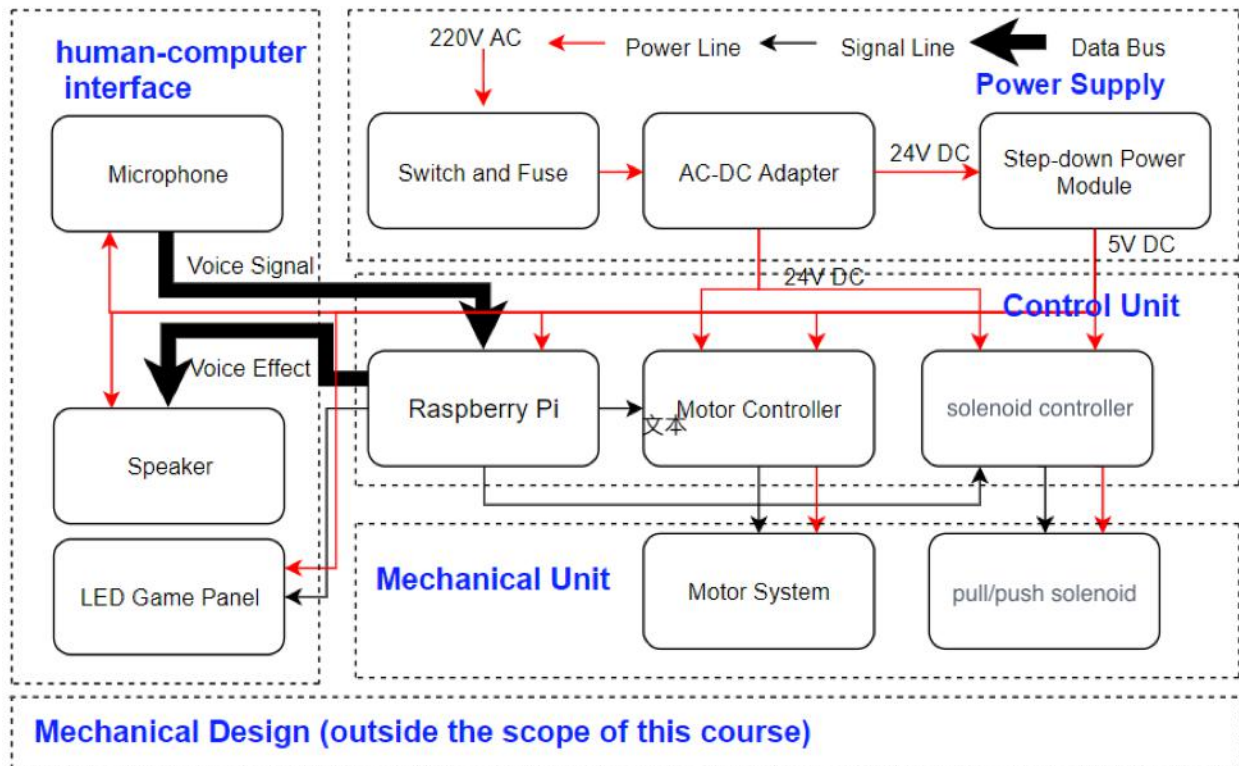 human-computer
interface
220V AC
Power Line
Signal Line
Data Bus
Power Supply
Microphone
Switch and Fuse
AC-DC Adapter
24V DC
Step-down Power
Module
5V DC
Voice Signal
24V DC
Control Unit
Voice Effect
Raspberry Pi
Motor Controller
文本
solenoid controller
Speaker
LED Game Panel
Mechanical Unit
Motor System
pull/push solenoid
Mechanical Design (outside the scope of this course)